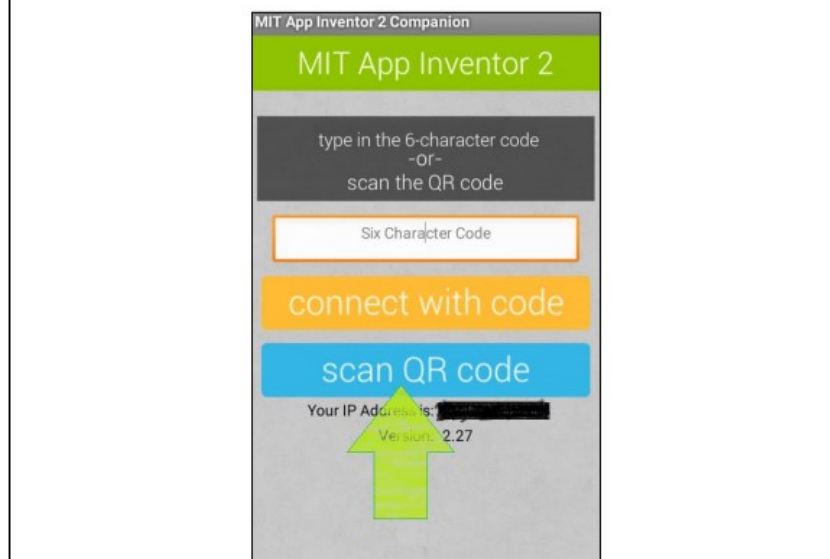 MIT App Inventor 2 Companion
MIT App Inventor 2
type in the 6-character code
-or-
scan the QR code
Six Character Code
connect with code
scan QR code
Your IP Address is:
Version: 2.27